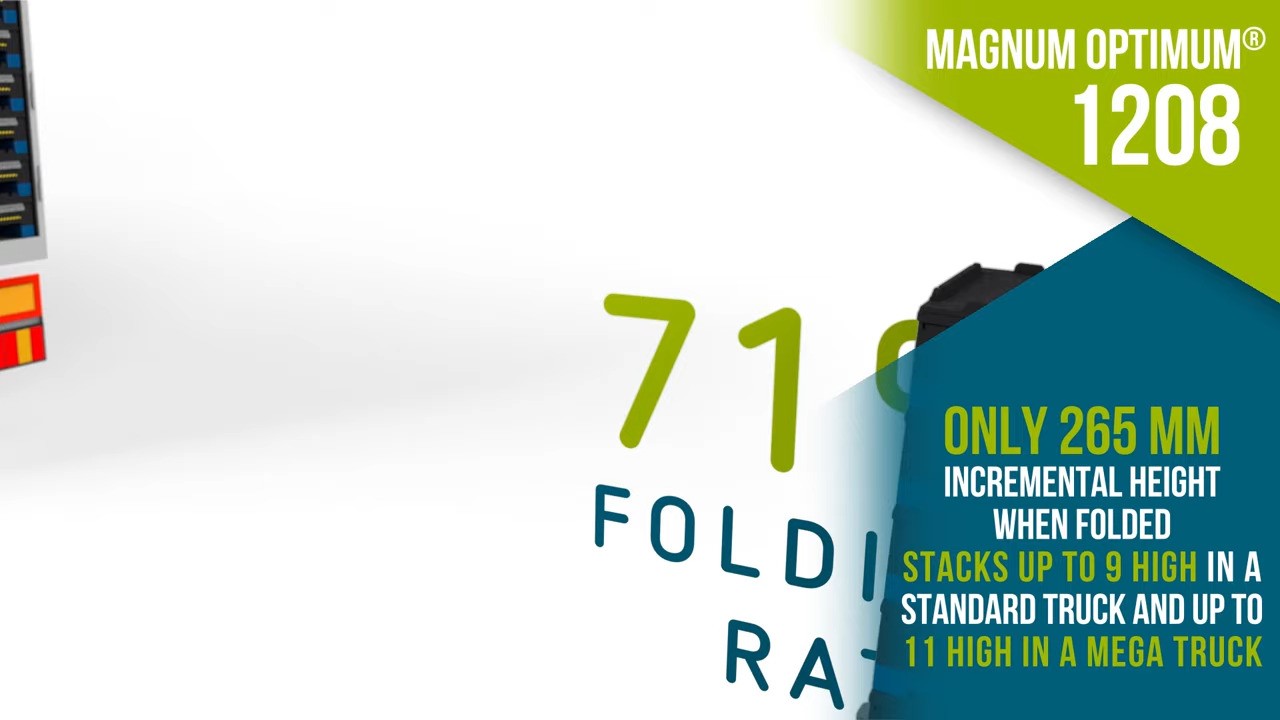 MAGNUM OPTIMUM®
1208
71
FOLDI
RA
ONLY 265 MM
INCREMENTAL HEIGHT
WHEN FOLDED
STACKS UP TO 9 HIGH IN A
STANDARD TRUCK AND UP TO
11 HIGH IN A MEGA TRUCK